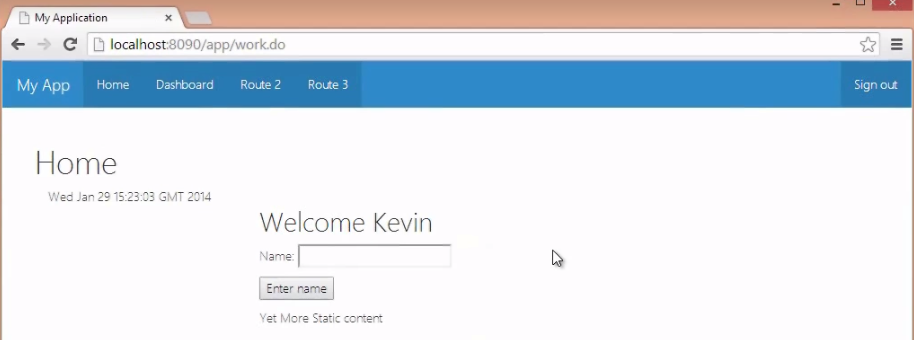 My Application
localhost:8090/app/work.do
My App Home Dashboard Route 2 Route 3 Sign out
Home
Wed Jan 29 15:23:03 GMT 2014
Welcome Kevin
Name:
Enter name
Yet More Static content